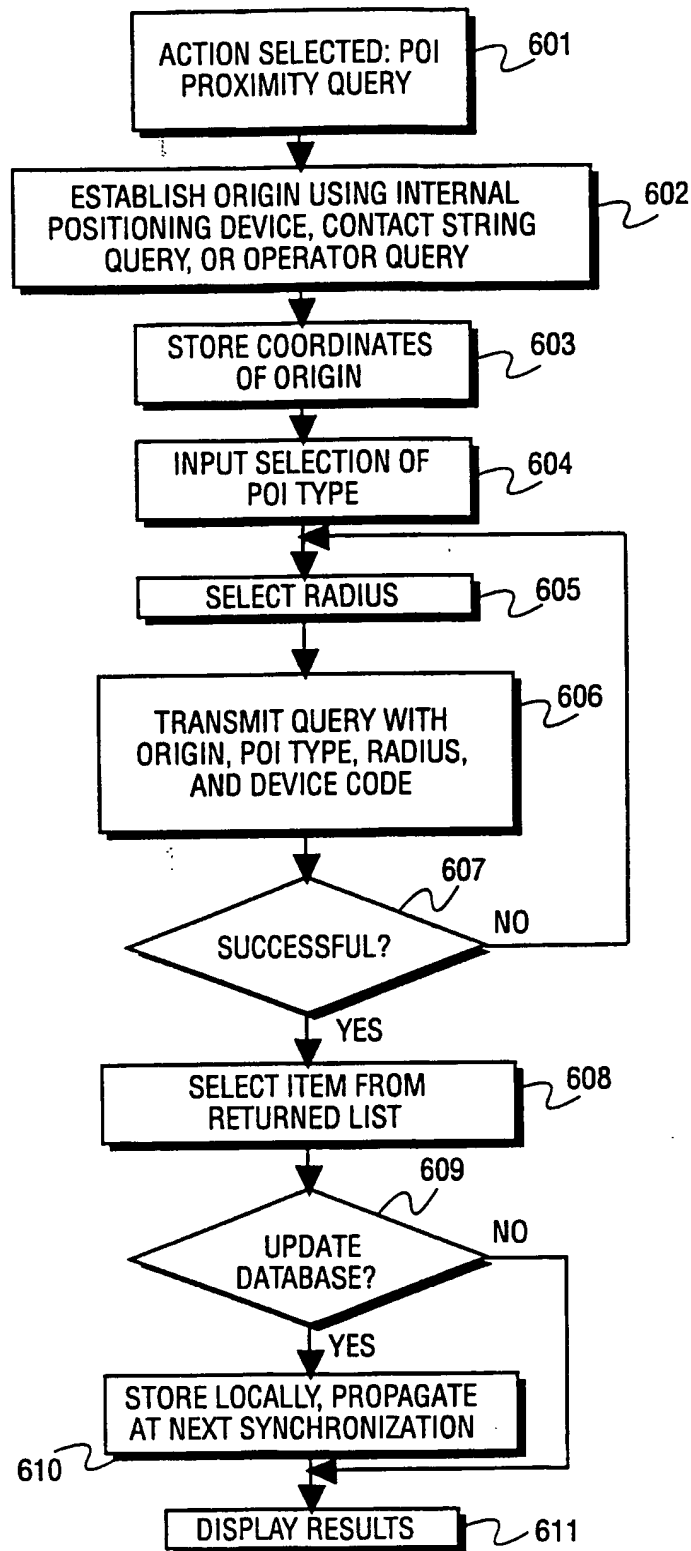 ACTION SELECTED: POI
PROXIMITY QUERY
601
ESTABLISH ORIGIN USING INTERNAL
POSITIONING DEVICE, CONTACT STRING
QUERY, OR OPERATOR QUERY
602
STORE COORDINATES
OF ORIGIN
603
INPUT SELECTION OF
POI TYPE
604
SELECT RADIUS
605
TRANSMIT QUERY WITH
ORIGIN, POI TYPE, RADIUS,
AND DEVICE CODE
606
607
SUCCESSFUL?
NO
YES
SELECT ITEM FROM
RETURNED LIST
608
609
UPDATE
DATABASE?
NO
YES
STORE LOCALLY, PROPAGATE
AT NEXT SYNCHRONIZATION
610
DISPLAY RESULTS
611